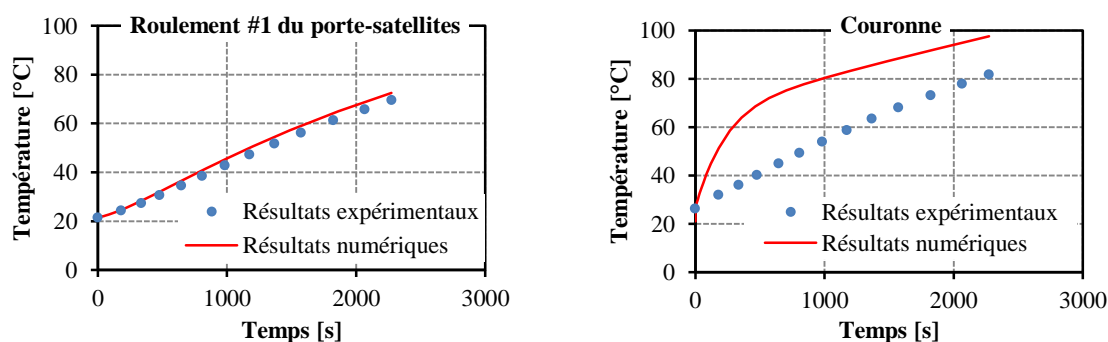 Roulement #1 du porte-satellites
Température [°C]
100
80
60
40
20
0
Résultats expérimentaux
Résultats numériques
0 1000 2000 3000
Temps [s]
Couronne
Température [°C]
100
80
60
40
20
0
Résultats expérimentaux
Résultats numériques
0 1000 2000 3000
Temps [s]